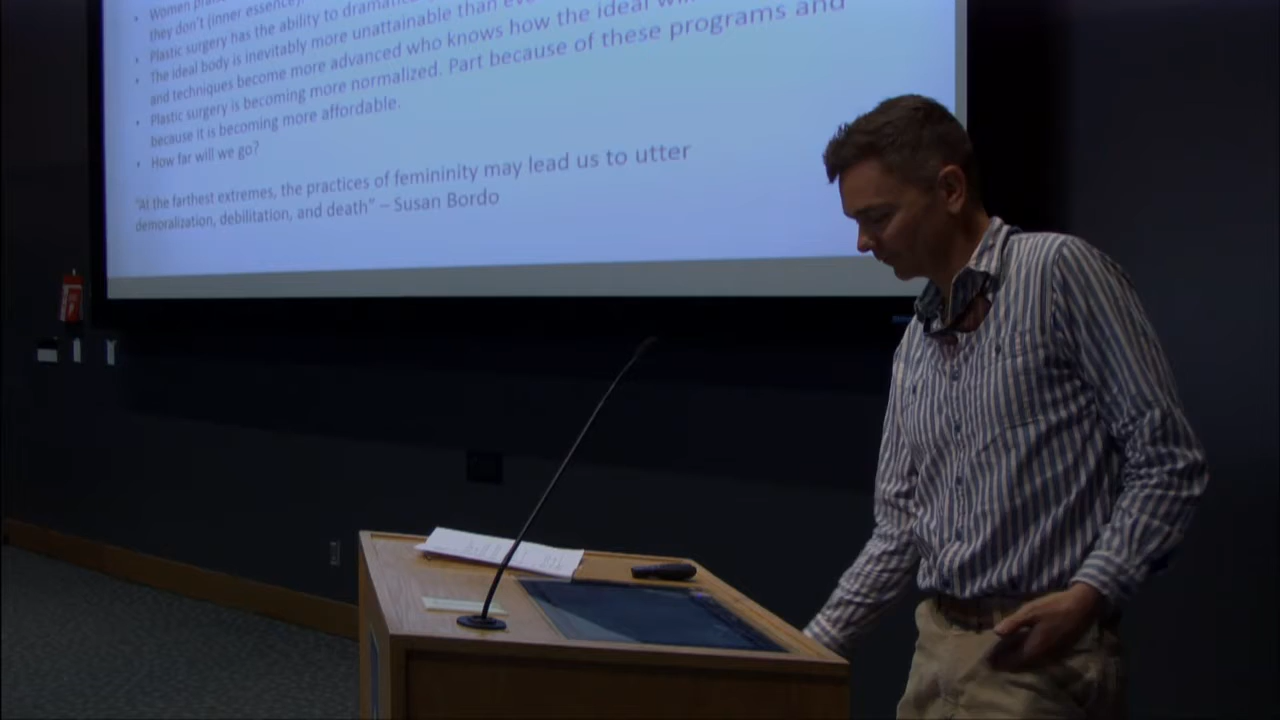 • Women
they don't (inner essence).
• Plastic surgery has the ability to
• The ideal body is inevitably more unattainable than
and techniques become more advanced who knows how the ideal
• Plastic surgery is becoming more normalized. Part because of these programs and
because it is becoming more affordable.
• How far will we go?
"At the farthest extremes, the practices of femininity may lead us to utter
demoralization, debilitation, and death" – Susan Bordo